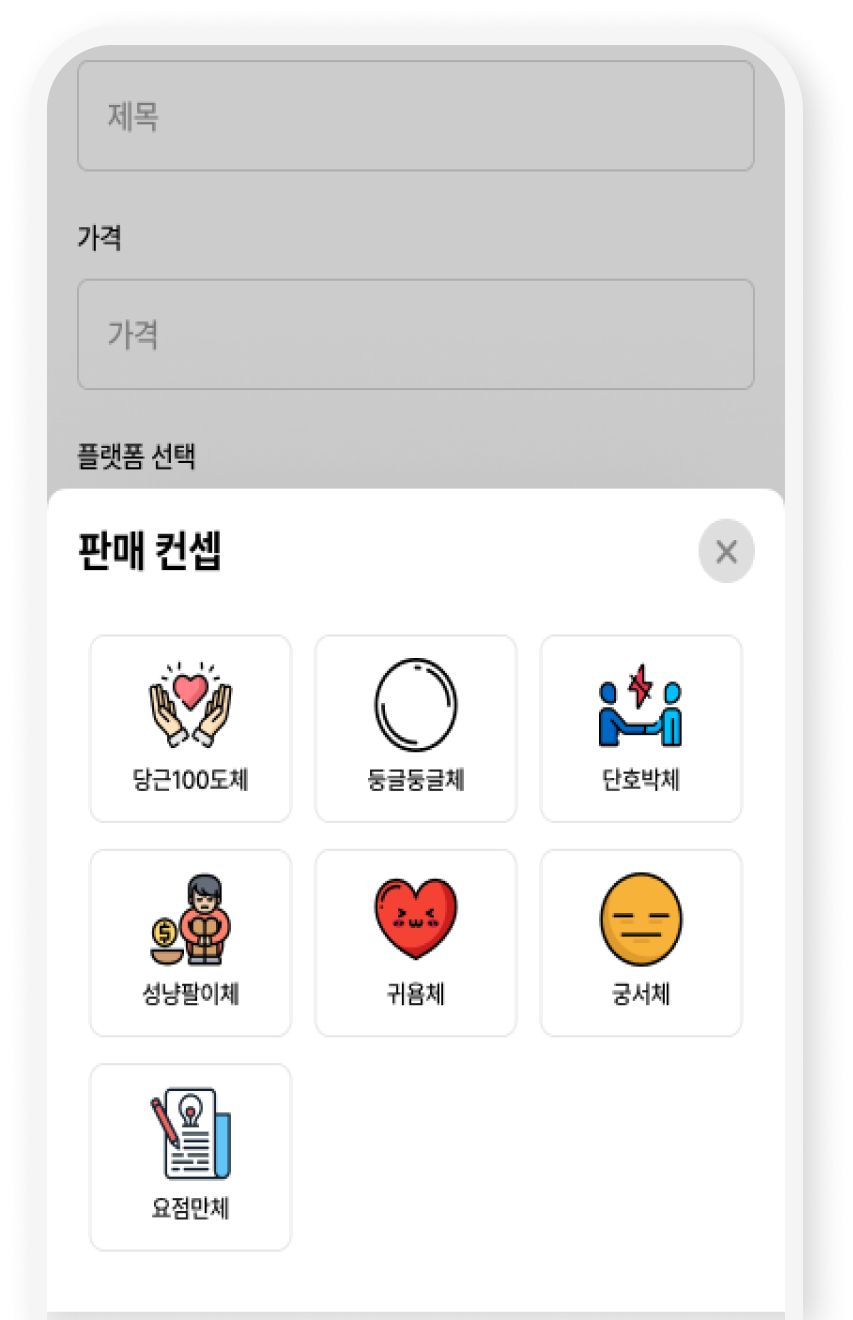 제목
가격
가격
플랫폼 선택
판매 컨셉
당근100도체
둥글둥글체
단호박체
성냥팔이체
귀욤체
궁서체
요점만체